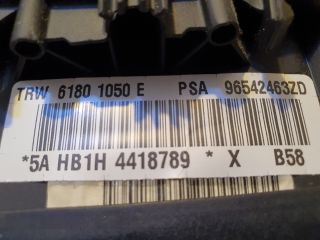 TRW 6180 1050 E PSA 96542463ZD
*5A HB1H 4418789 * X B58